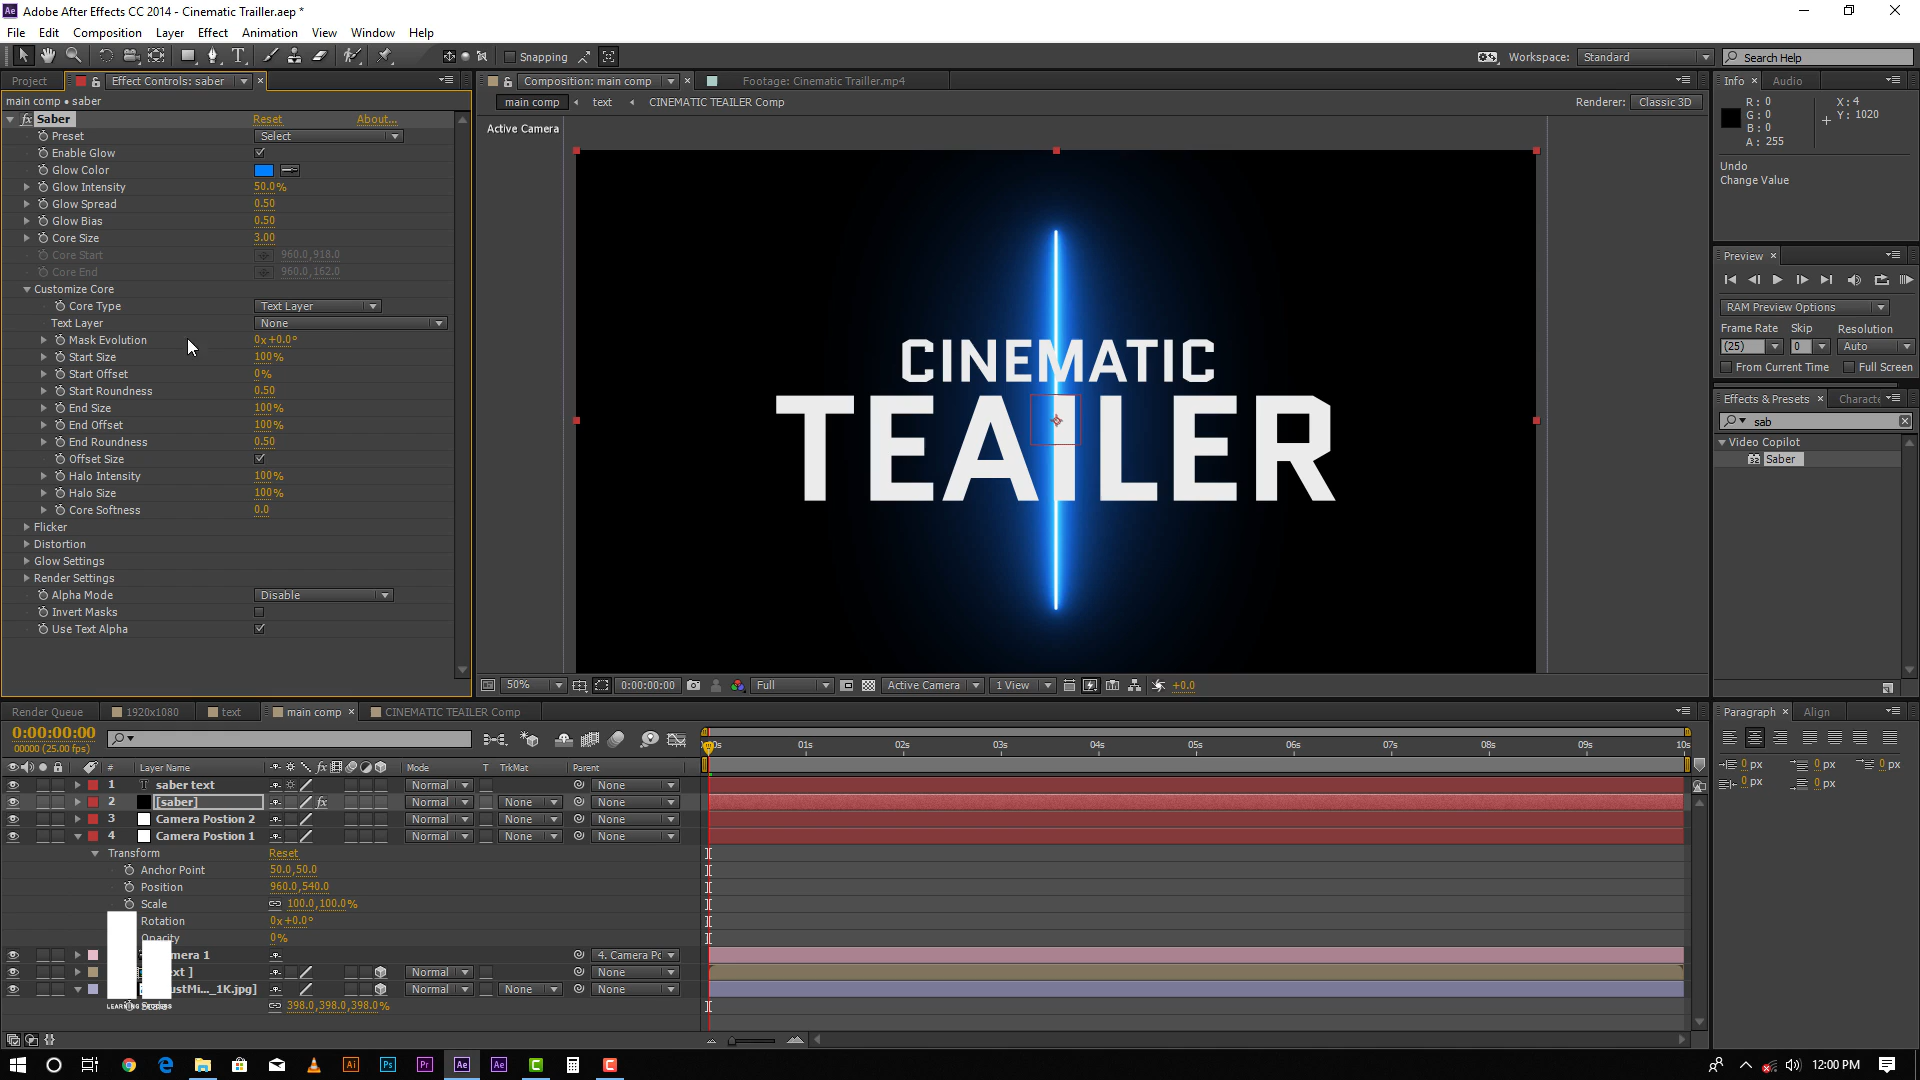 Adobe After Effects CC 2014 - Cinematic Trailler.aep *
File Edit Composition Layer Effect Animation View Window Help
Snapping
Workspace: Standard
Search Help
Project
Effect Controls: saber
main comp • saber
Saber Reset About...
Preset Select
Enable Glow
Glow Color
Glow Intensity 50.0%
Glow Spread 0.50
Glow Bias 0.50
Core Size 3.00
Core Start 960.0,918.0
Core End 960.0,162.0
Customize Core
Core Type Text Layer
Text Layer None
Mask Evolution 0x+0.0°
Start Size 100%
Start Offset 0%
Start Roundness 0.50
End Size 100%
End Offset 100%
End Roundness 0.50
Offset Size
Halo Intensity 100%
Halo Size 100%
Core Softness 0.0
Flicker
Distortion
Glow Settings
Render Settings
Alpha Mode Disable
Invert Masks
Use Text Alpha
Composition: main comp
Footage: Cinematic Trailler.mp4
main comp text CINEMATIC TEAILER Comp
Renderer: Classic 3D
Active Camera
CINEMATIC
TEAILER
50% 0:00:00:00 Full Active Camera 1 View +0.0
Info Audio
R: 0 X: 4
G: 0 Y: 1020
B: 0
A: 255
Undo
Change Value
Preview
RAM Preview Options
Frame Rate Skip Resolution
(25) 0 Auto
From Current Time Full Screen
Effects & Presets
sab
Video Copilot
Saber
Paragraph Align
0 px 0 px 0 px
0 px 0 px
Render Queue 1920x1080 text main comp CINEMATIC TEAILER Comp
0:00:00:00
00000 (25.00 fps)
01s 02s 03s 04s 05s 06s 07s 08s 09s 10s
# Layer Name Mode T TrkMat Parent
1 saber text Normal None
2 [saber] Normal None None
3 Camera Postion 2 Normal None None
4 Camera Postion 1 Normal None None
Transform Reset
Anchor Point 50.0,50.0
Position 960.0,540.0
Scale 100.0,100.0%
Rotation 0x+0.0°
Opacity 0%
4. Camera Pc
Normal None
_1K.jpg] Normal None None
398.0,398.0,398.0%
12:00 PM